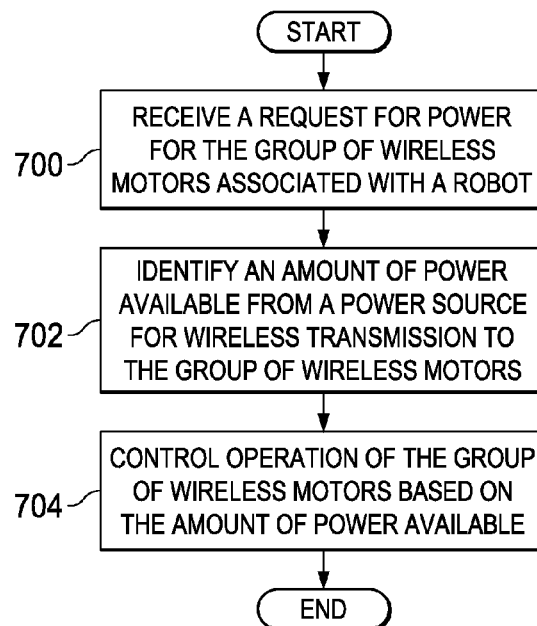 START
700
RECEIVE A REQUEST FOR POWER
FOR THE GROUP OF WIRELESS
MOTORS ASSOCIATED WITH A ROBOT
702
IDENTIFY AN AMOUNT OF POWER
AVAILABLE FROM A POWER SOURCE
FOR WIRELESS TRANSMISSION TO
THE GROUP OF WIRELESS MOTORS
704
CONTROL OPERATION OF THE GROUP
OF WIRELESS MOTORS BASED ON
THE AMOUNT OF POWER AVAILABLE
END